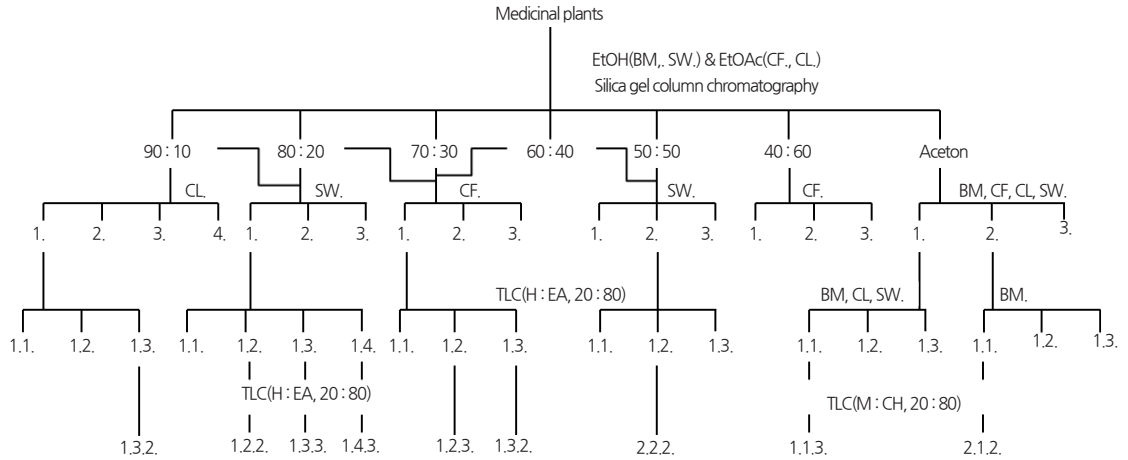 Medicinal plants
EtOH(BM,. SW.) & EtOAc(CF., CL.)
Silica gel column chromatography
90:10 80:20 70:30 60:40 50:50 40:60 Aceton
CL. SW. CF. SW. CF. BM, CF, CL, SW.
1. 2. 3. 4. 1. 2. 3. 1. 2. 3. 1. 2. 3. 1. 2. 3. 1. 2. 3.
TLC(H:EA, 20:80) BM, CL, SW. BM.
1.1. 1.2. 1.3. 1.1. 1.2. 1.3. 1.4. 1.1. 1.2. 1.3. 1.1. 1.2. 1.3. 1.1. 1.2. 1.3. 1.1. 1.2. 1.3.
TLC(H:EA, 20:80) TLC(M:CH, 20:80)
1.3.2. 1.2.2. 1.3.3. 1.4.3. 1.2.3. 1.3.2. 2.2.2. 1.1.3. 2.1.2.